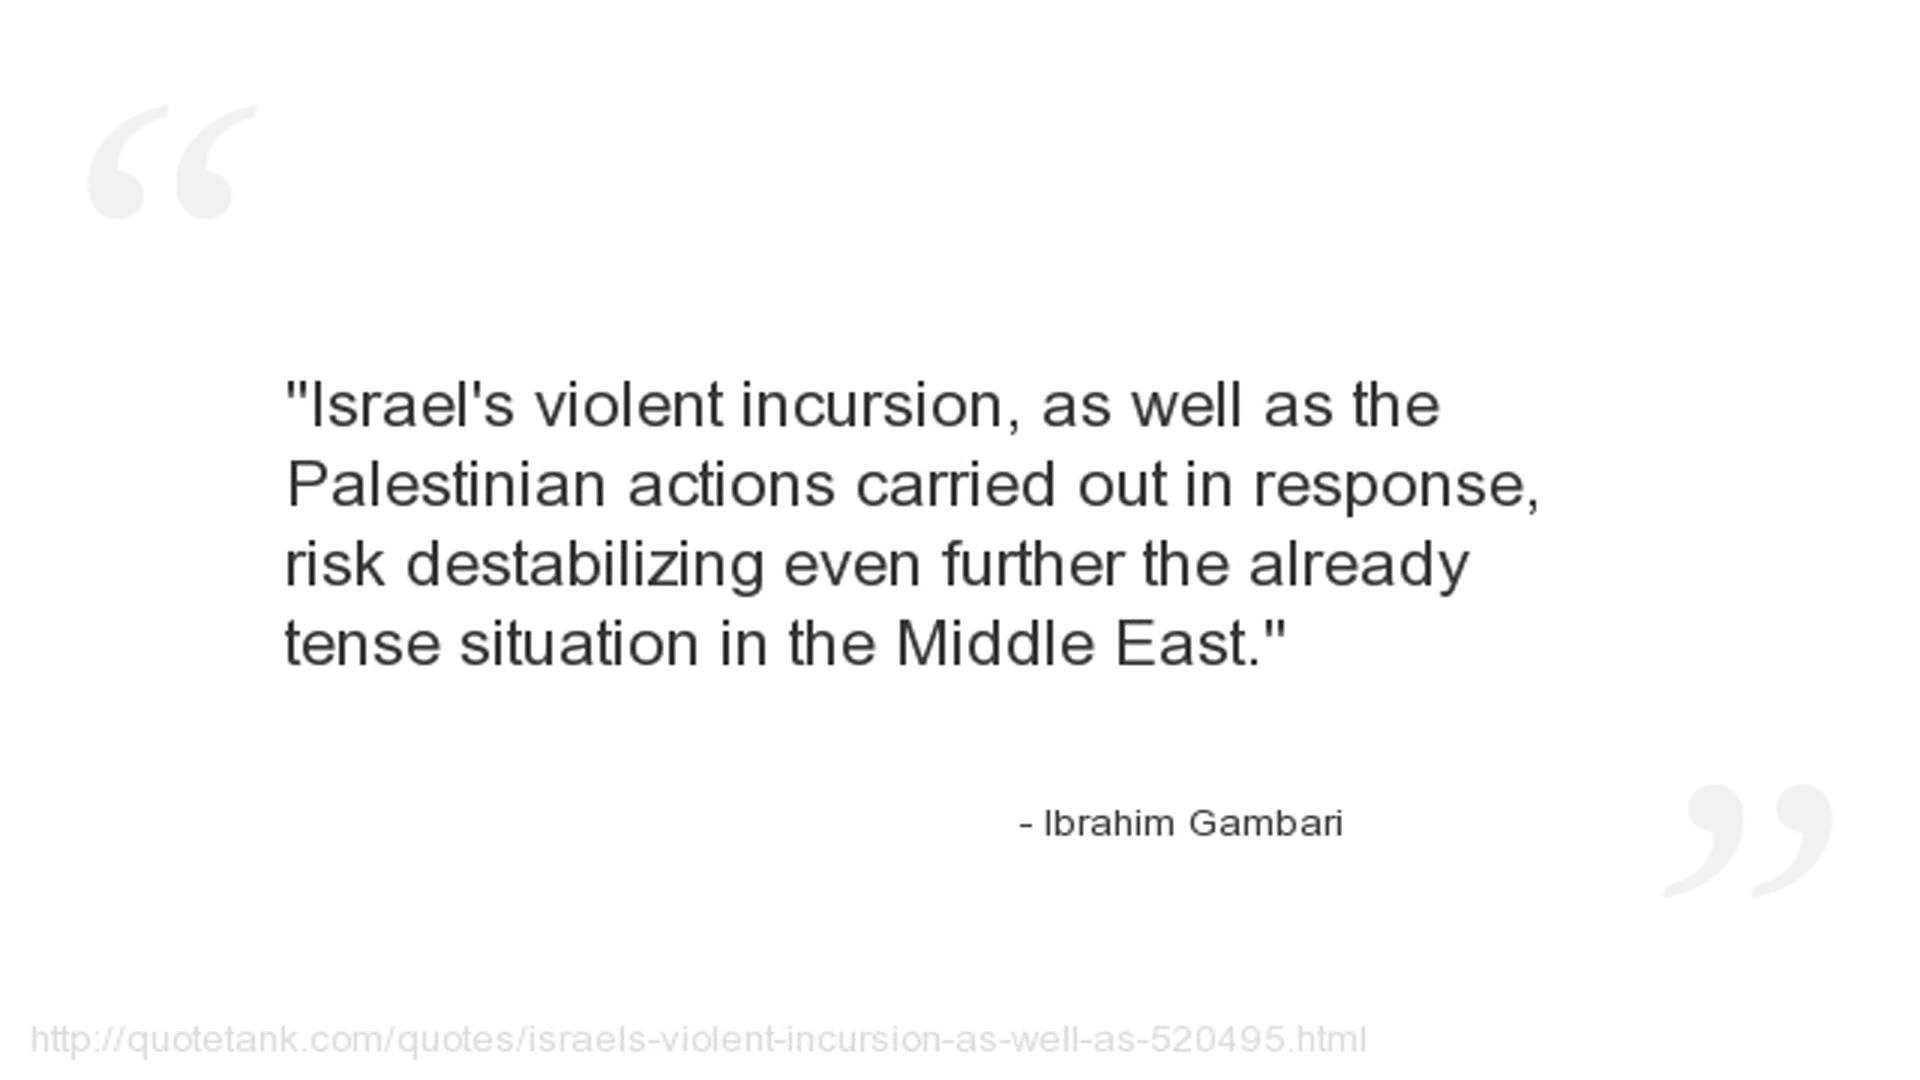 "Israel's violent incursion, as well as the
Palestinian actions carried out in response,
risk destabilizing even further the already
tense situation in the Middle East."
- Ibrahim Gambari
http://quotetank.com/quotes/israels-violent-incursion-as-well-as-520495.html